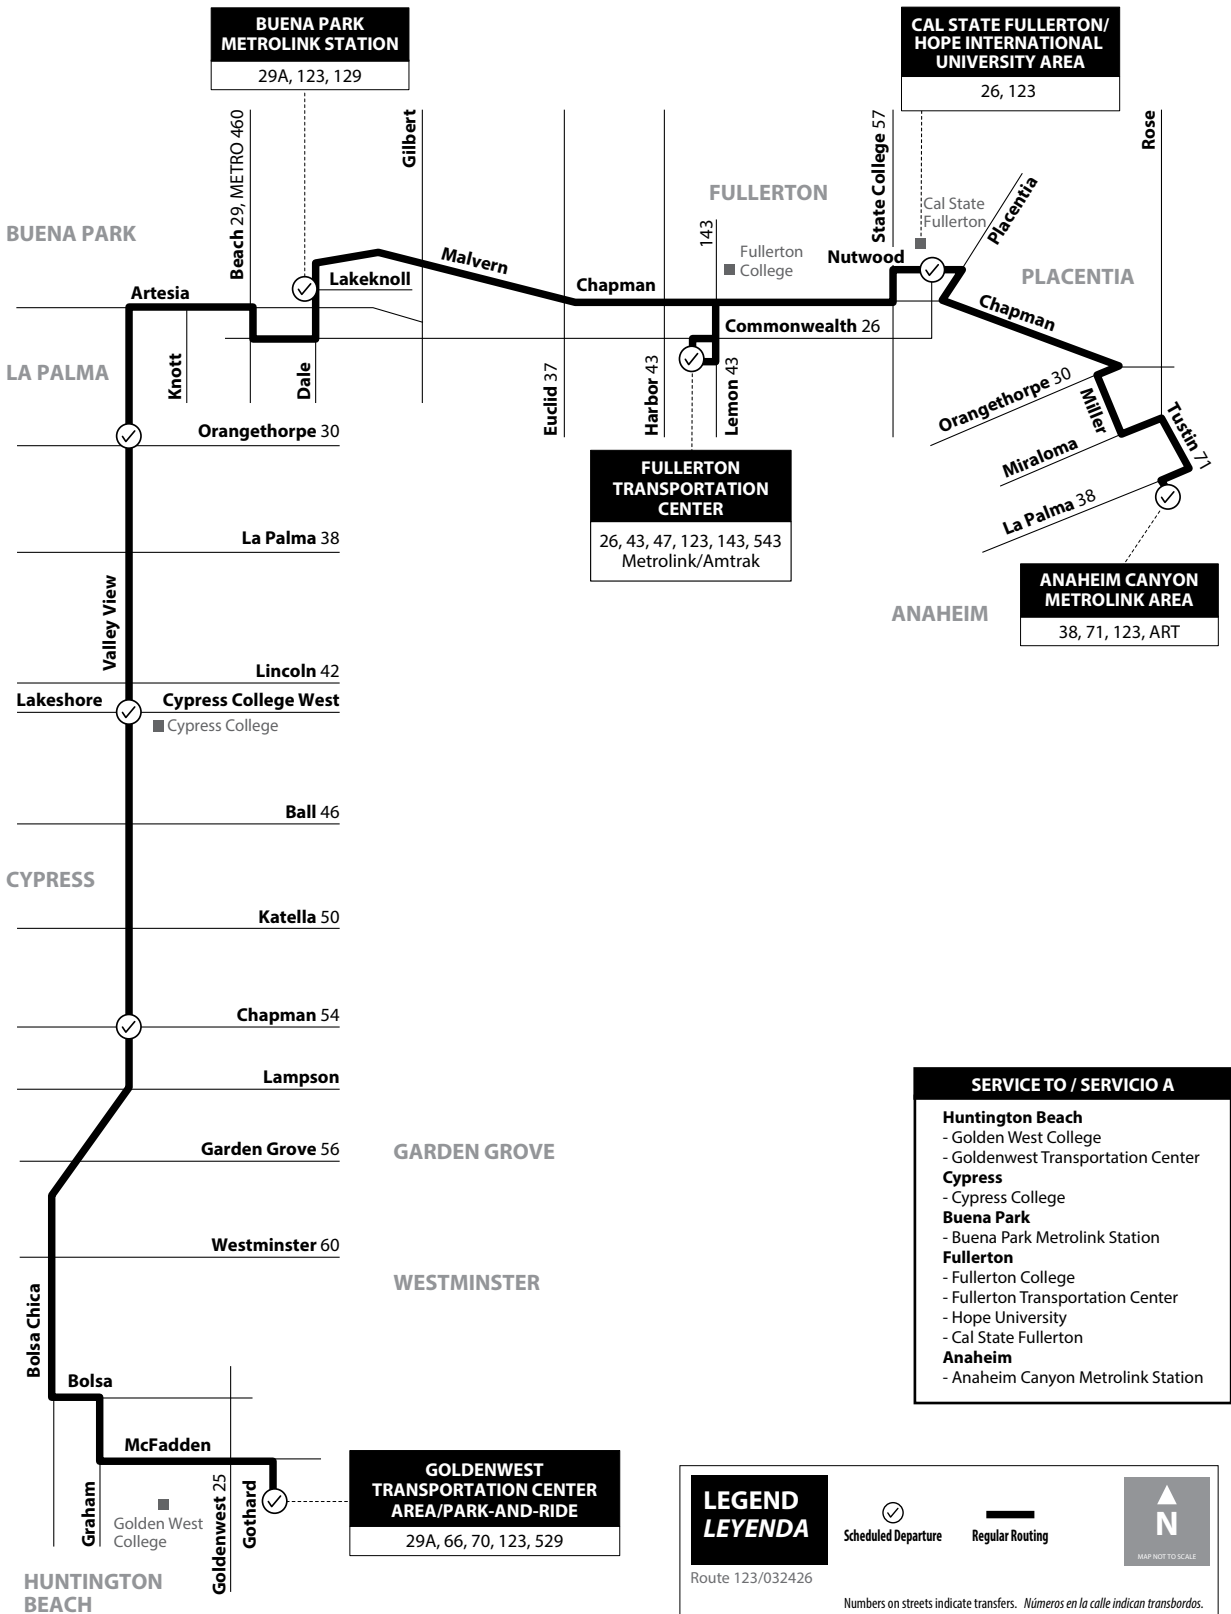 BUENA PARK
METROLINK STATION
29A, 123, 129
CAL STATE FULLERTON/
HOPE INTERNATIONAL
UNIVERSITY AREA
26, 123
Beach 29, METRO 460
Gilbert
State College 57
Rose
FULLERTON
143
Fullerton
College
Cal State
Fullerton
Placentia
BUENA PARK
Malvern
Nutwood
PLACENTIA
Lakeknoll
Artesia
Chapman
Chapman
Commonwealth 26
LA PALMA
Knott
Dale
Euclid 37
Harbor 43
Lemon 43
Orangethorpe 30
Miller
Tustin 71
Miraloma
La Palma 38
Orangethorpe 30
FULLERTON
TRANSPORTATION
CENTER
26, 43, 47, 123, 143, 543
Metrolink/Amtrak
La Palma 38
ANAHEIM CANYON
METROLINK AREA
38, 71, 123, ART
ANAHEIM
Valley View
Lincoln 42
Lakeshore
Cypress College West
Cypress College
Ball 46
CYPRESS
Katella 50
Chapman 54
Lampson
Garden Grove 56
GARDEN GROVE
Westminster 60
WESTMINSTER
Bolsa Chica
Bolsa
McFadden
Graham
Golden West
College
Goldenwest 25
Gothard
GOLDENWEST
TRANSPORTATION CENTER
AREA/PARK-AND-RIDE
29A, 66, 70, 123, 529
HUNTINGTON
BEACH
SERVICE TO / SERVICIO A
Huntington Beach
- Golden West College
- Goldenwest Transportation Center
Cypress
- Cypress College
Buena Park
- Buena Park Metrolink Station
Fullerton
- Fullerton College
- Fullerton Transportation Center
- Hope University
- Cal State Fullerton
Anaheim
- Anaheim Canyon Metrolink Station
LEGEND
LEYENDA
Scheduled Departure
Regular Routing
N
MAP NOT TO SCALE
Route 123/032426
Numbers on streets indicate transfers. Números en la calle indican transbordos.